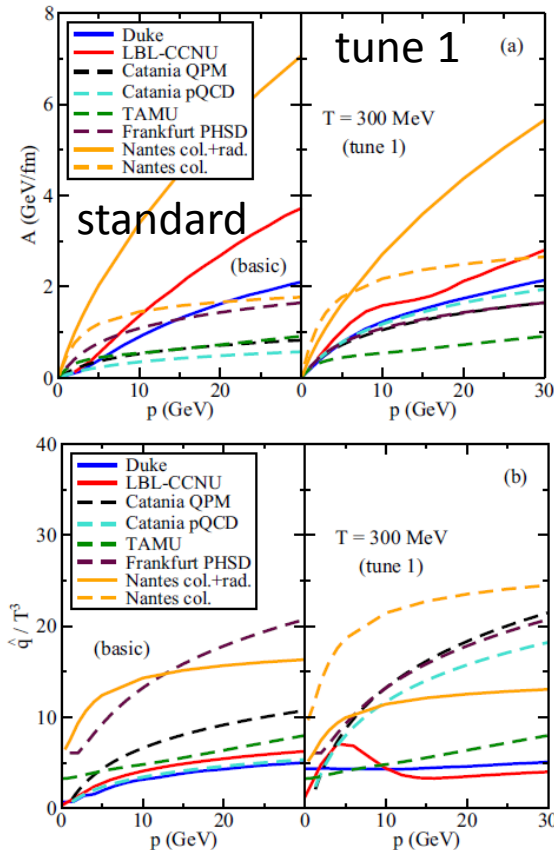 8
6
4
2
0
A (GeV/fm)
Duke
LBL-CCNU
Catania QPM
Catania pQCD
TAMU
Frankfurt PHSD
Nantes col.+rad.
Nantes col.
standard
(basic)
0 10 20
p (GeV)
tune 1
(a)
T = 300 MeV
(tune 1)
0 10 20 30
p (GeV)
40
30
20
10
0
q̂ / T³
Duke
LBL-CCNU
Catania QPM
Catania pQCD
TAMU
Frankfurt PHSD
Nantes col.+rad.
Nantes col.
(basic)
0 10 20
p (GeV)
(b)
T = 300 MeV
(tune 1)
0 10 20 30
p (GeV)